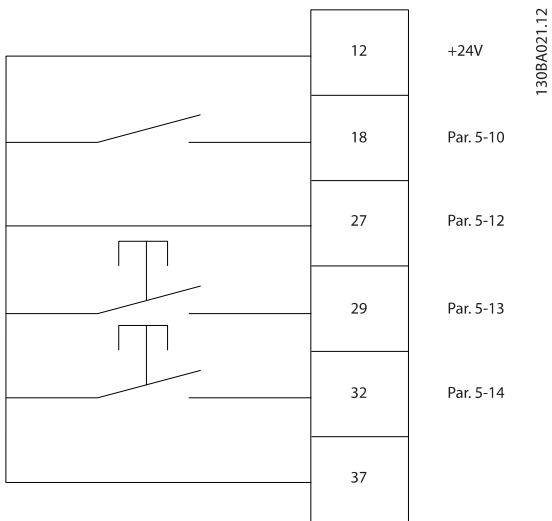 130BA021.12
12 +24V
18 Par. 5-10
27 Par. 5-12
29 Par. 5-13
32 Par. 5-14
37